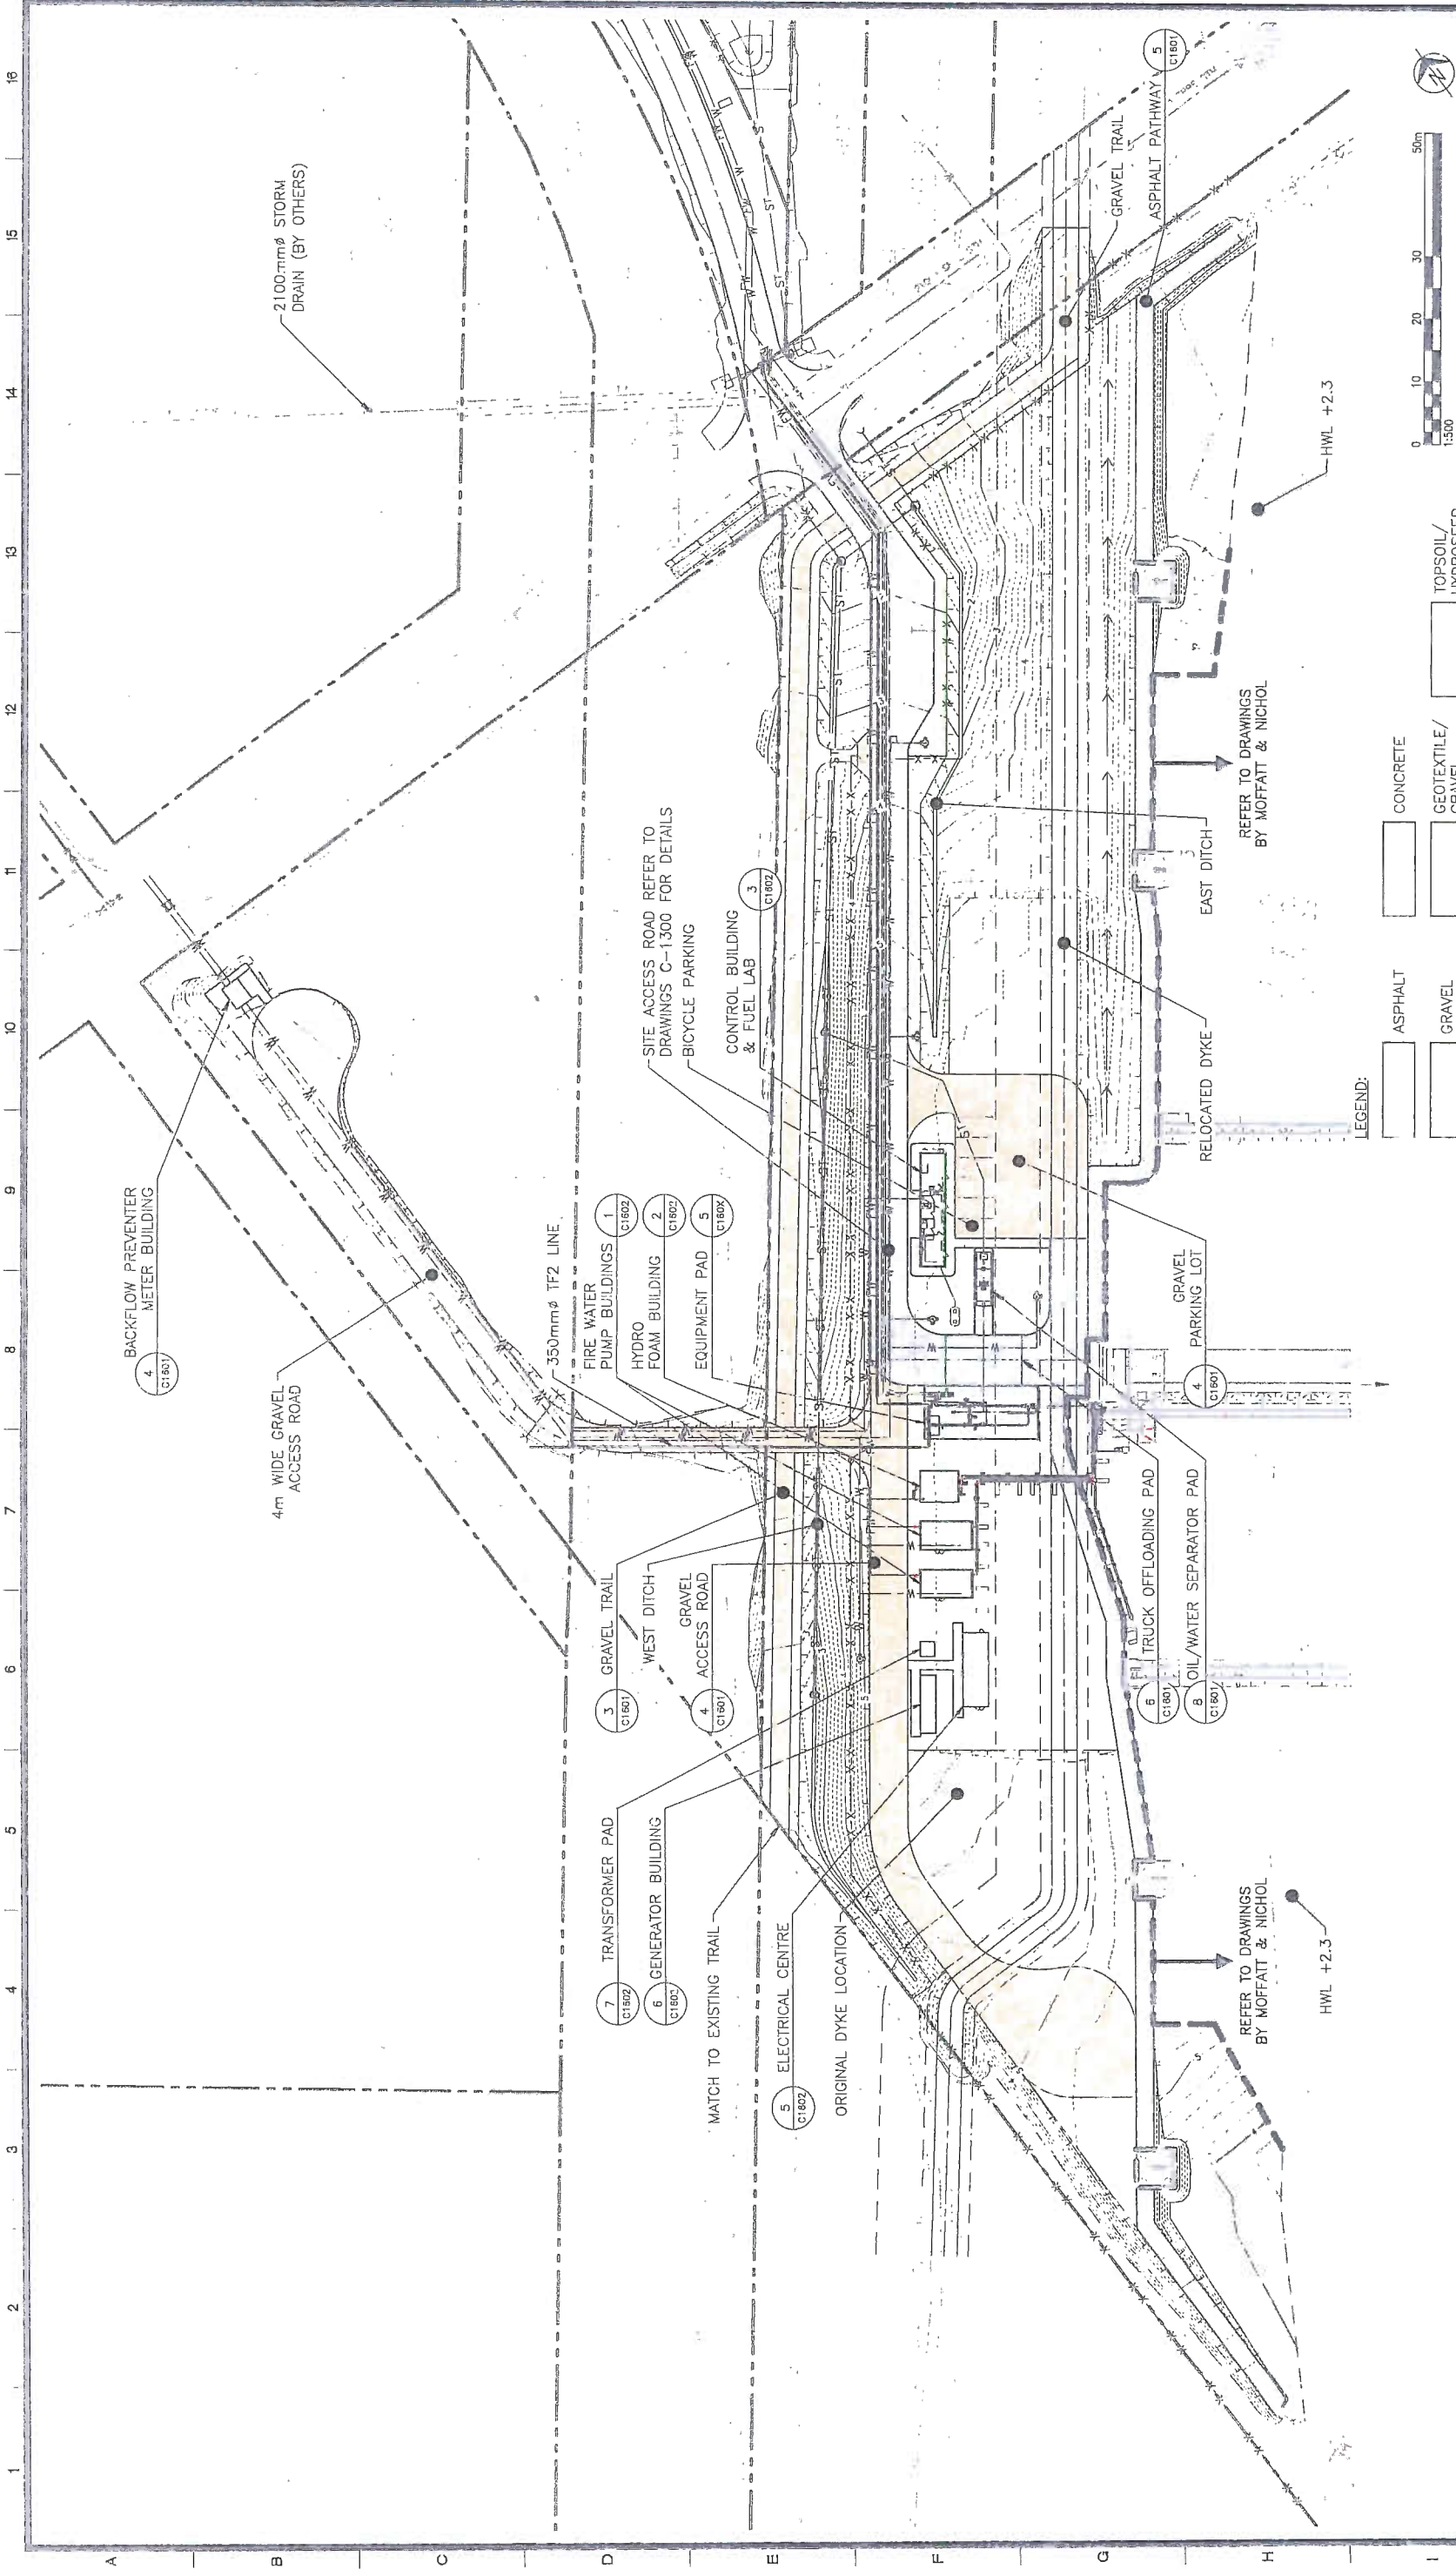 1 2 3 4 5 6 7 8 9 10 11 12 13 14 15 16
A
B
C
D
E
F
G
H
I
2100mmø STORM
DRAIN (BY OTHERS)
BACKFLOW PREVENTER
METER BUILDING
4
C1601
4m WIDE GRAVEL
ACCESS ROAD
350mmø TF2 LINE
FIRE WATER
PUMP BUILDINGS
1
C1602
HYDRO
FOAM BUILDING
2
C1602
EQUIPMENT PAD
5
C160X
SITE ACCESS ROAD REFER TO
DRAWINGS C-1300 FOR DETAILS
BICYCLE PARKING
CONTROL BUILDING
& FUEL LAB
3
C1602
3
C1601
GRAVEL TRAIL
WEST DITCH
4
C1601
GRAVEL
ACCESS ROAD
7
C1602
TRANSFORMER PAD
6
C1602
GENERATOR BUILDING
MATCH TO EXISTING TRAIL
5
C1602
ELECTRICAL CENTRE
ORIGINAL DYKE LOCATION
GRAVEL TRAIL
ASPHALT PATHWAY
5
C1601
EAST DITCH
RELOCATED DYKE
GRAVEL
PARKING LOT
4
C1601
6
C1601
TRUCK OFFLOADING PAD
8
C1601
OIL/WATER SEPARATOR PAD
REFER TO DRAWINGS
BY MOFFATT & NICHOL
HWL +2.3
REFER TO DRAWINGS
BY MOFFATT & NICHOL
HWL +2.3
LEGEND:
ASPHALT
CONCRETE
GRAVEL
GEOTEXTILE/
GRAVEL
TOPSOIL/
HYDROSEED
0 10 20 30 50m
1:500
N